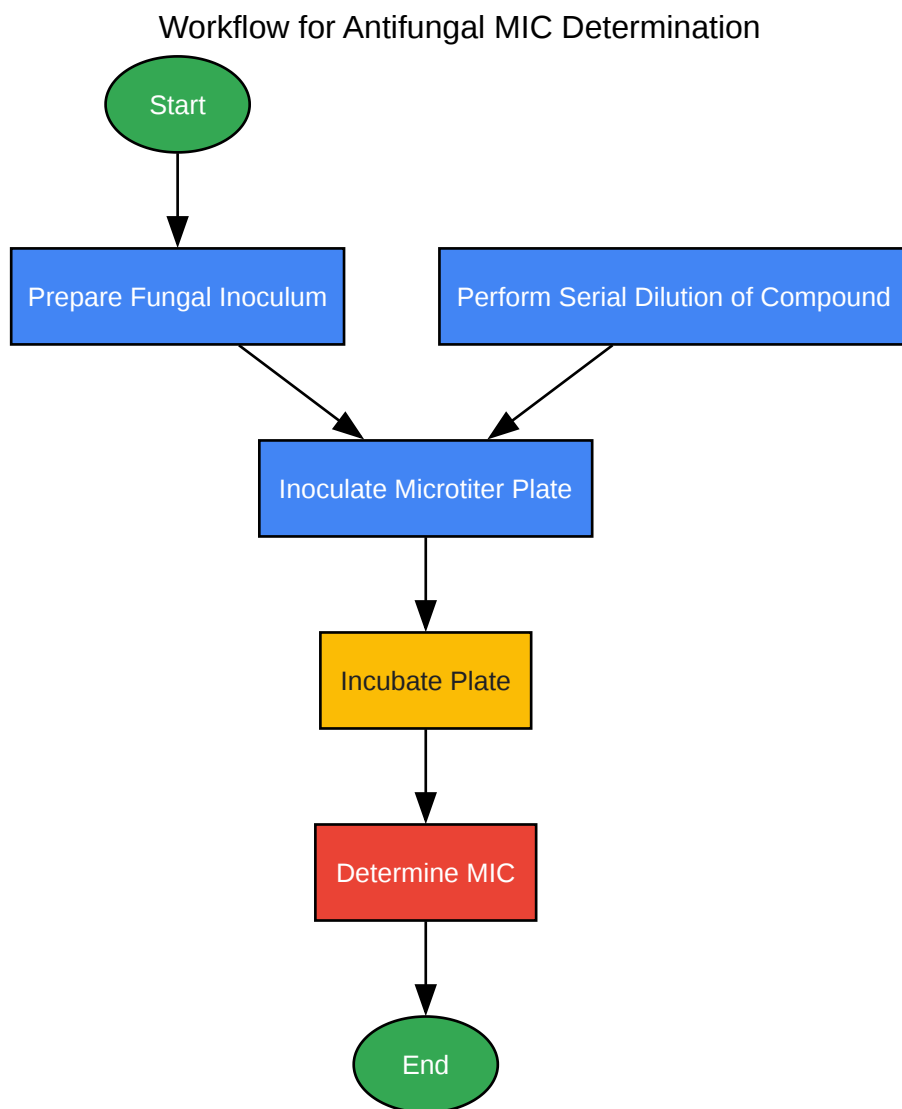 Workflow for Antifungal MIC Determination
Start
Prepare Fungal Inoculum
Perform Serial Dilution of Compound
Inoculate Microtiter Plate
Incubate Plate
Determine MIC
End